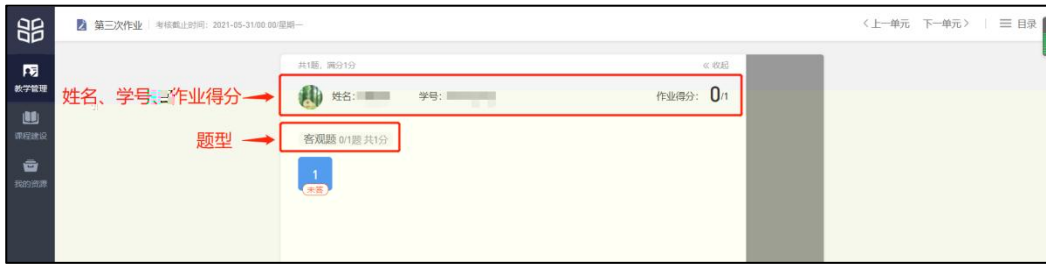 第三次作业 考核截止时间：2021-05-31/00:00/星期一
〈上一单元 下一单元〉 目录
教学管理
课程建设
我的资源
共1题，满分1分 收起
姓名、学号、作业得分
姓名： 学号： 作业得分： 0/1
题型
客观题 0/1题 共1分
1
未答